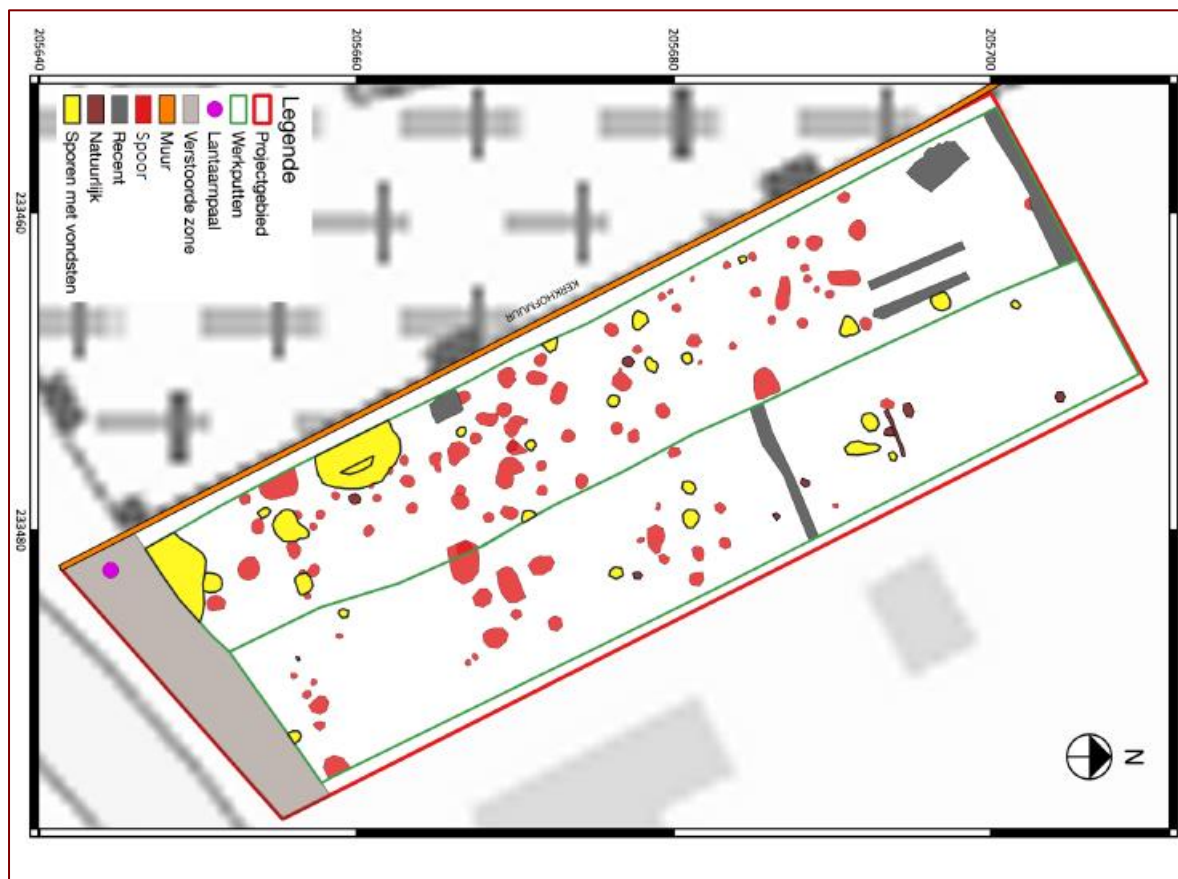 205640
205660
205680
205700
233460
233480
Legende
Projectgebied
Werkputten
Lantaarnpaal
Verstoorde zone
Muur
Spoor
Recent
Natuurlijk
Sporen met vondsten
KERKHOFMUUR
N